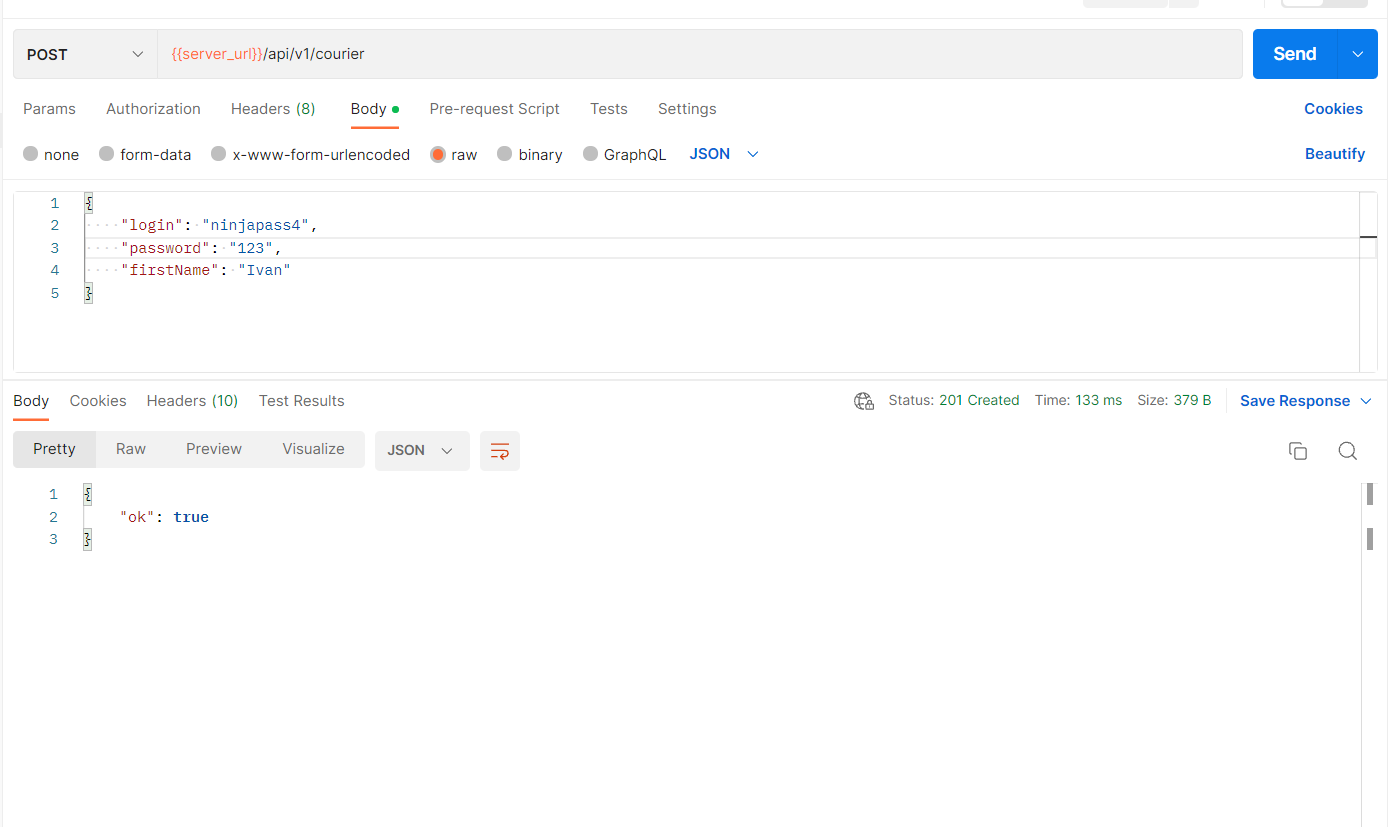 POST {{server_url}}/api/v1/courier Send
Params Authorization Headers (8) Body Pre-request Script Tests Settings Cookies
none form-data x-www-form-urlencoded raw binary GraphQL JSON Beautify
1 {
2 "login": "ninjapass4",
3 "password": "123",
4 "firstName": "Ivan"
5 }
Body Cookies Headers (10) Test Results Status: 201 Created Time: 133 ms Size: 379 B Save Response
Pretty Raw Preview Visualize JSON
1 {
2 "ok": true
3 }